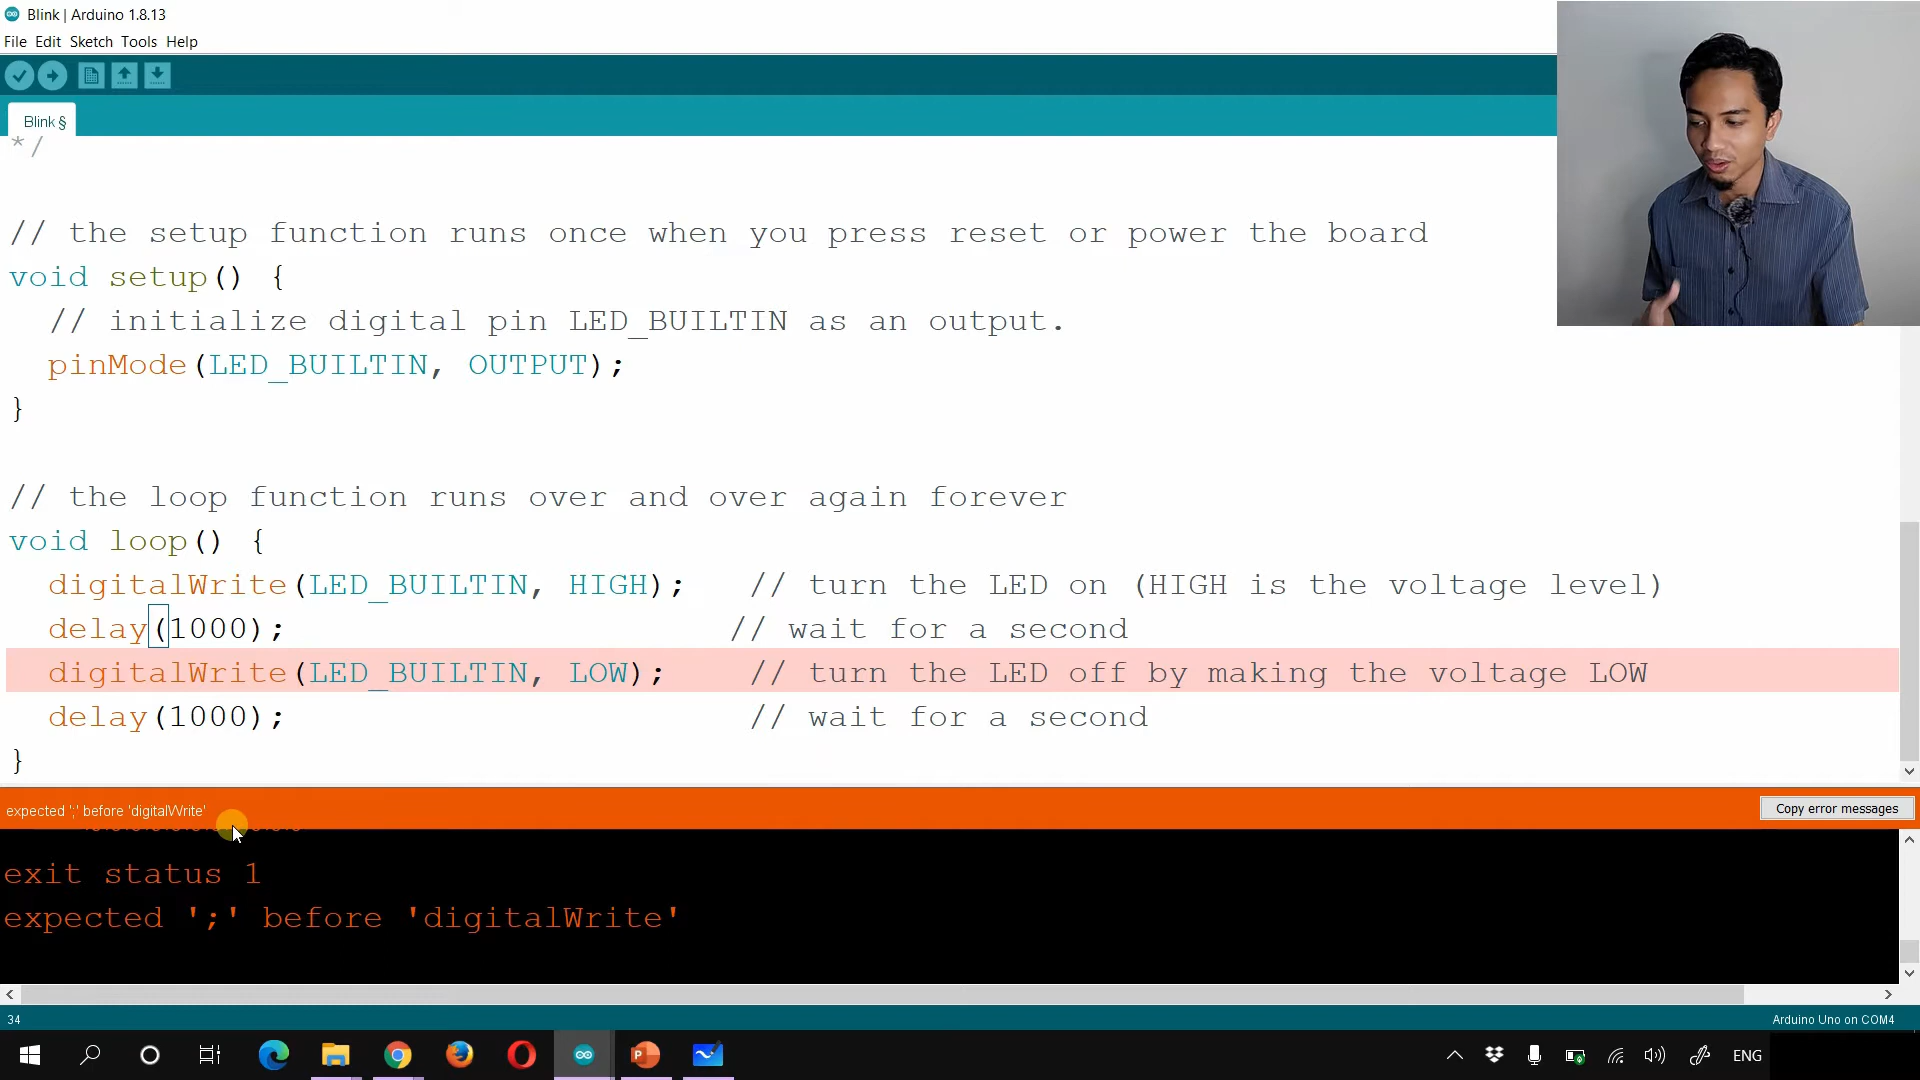 Blink | Arduino 1.8.13
File Edit Sketch Tools Help
Blink §
*/
// the setup function runs once when you press reset or power the board
void setup() {
// initialize digital pin LED_BUILTIN as an output.
pinMode(LED_BUILTIN, OUTPUT);
}
// the loop function runs over and over again forever
void loop() {
digitalWrite(LED_BUILTIN, HIGH); // turn the LED on (HIGH is the voltage level)
delay(1000); // wait for a second
digitalWrite(LED_BUILTIN, LOW); // turn the LED off by making the voltage LOW
delay(1000); // wait for a second
}
expected ';' before 'digitalWrite'
Copy error messages
exit status 1
expected ';' before 'digitalWrite'
34
Arduino Uno on COM4
ENG